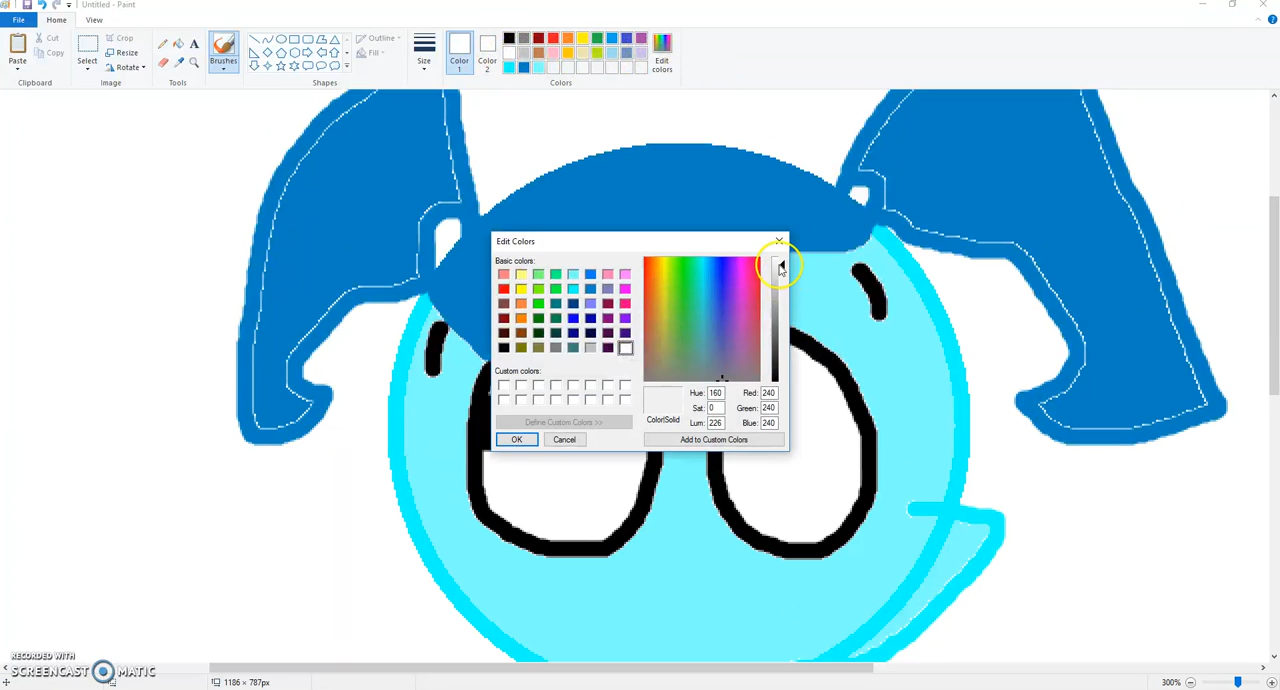 Untitled - Paint
File Home View
Paste Cut Copy
Clipboard
Select Crop Resize Rotate
Image
A
Tools
Brushes
Outline Fill
Shapes
Size
Color 1 Color 2
Edit colors
Colors
Edit Colors
Basic colors:
Custom colors:
Define Custom Colors >>
OK Cancel
Color|Solid
Hue: 160 Red: 240
Sat: 0 Green: 240
Lum: 226 Blue: 240
Add to Custom Colors
RECORDED WITH
SCREENCAST MATIC
1186 × 787px
300%